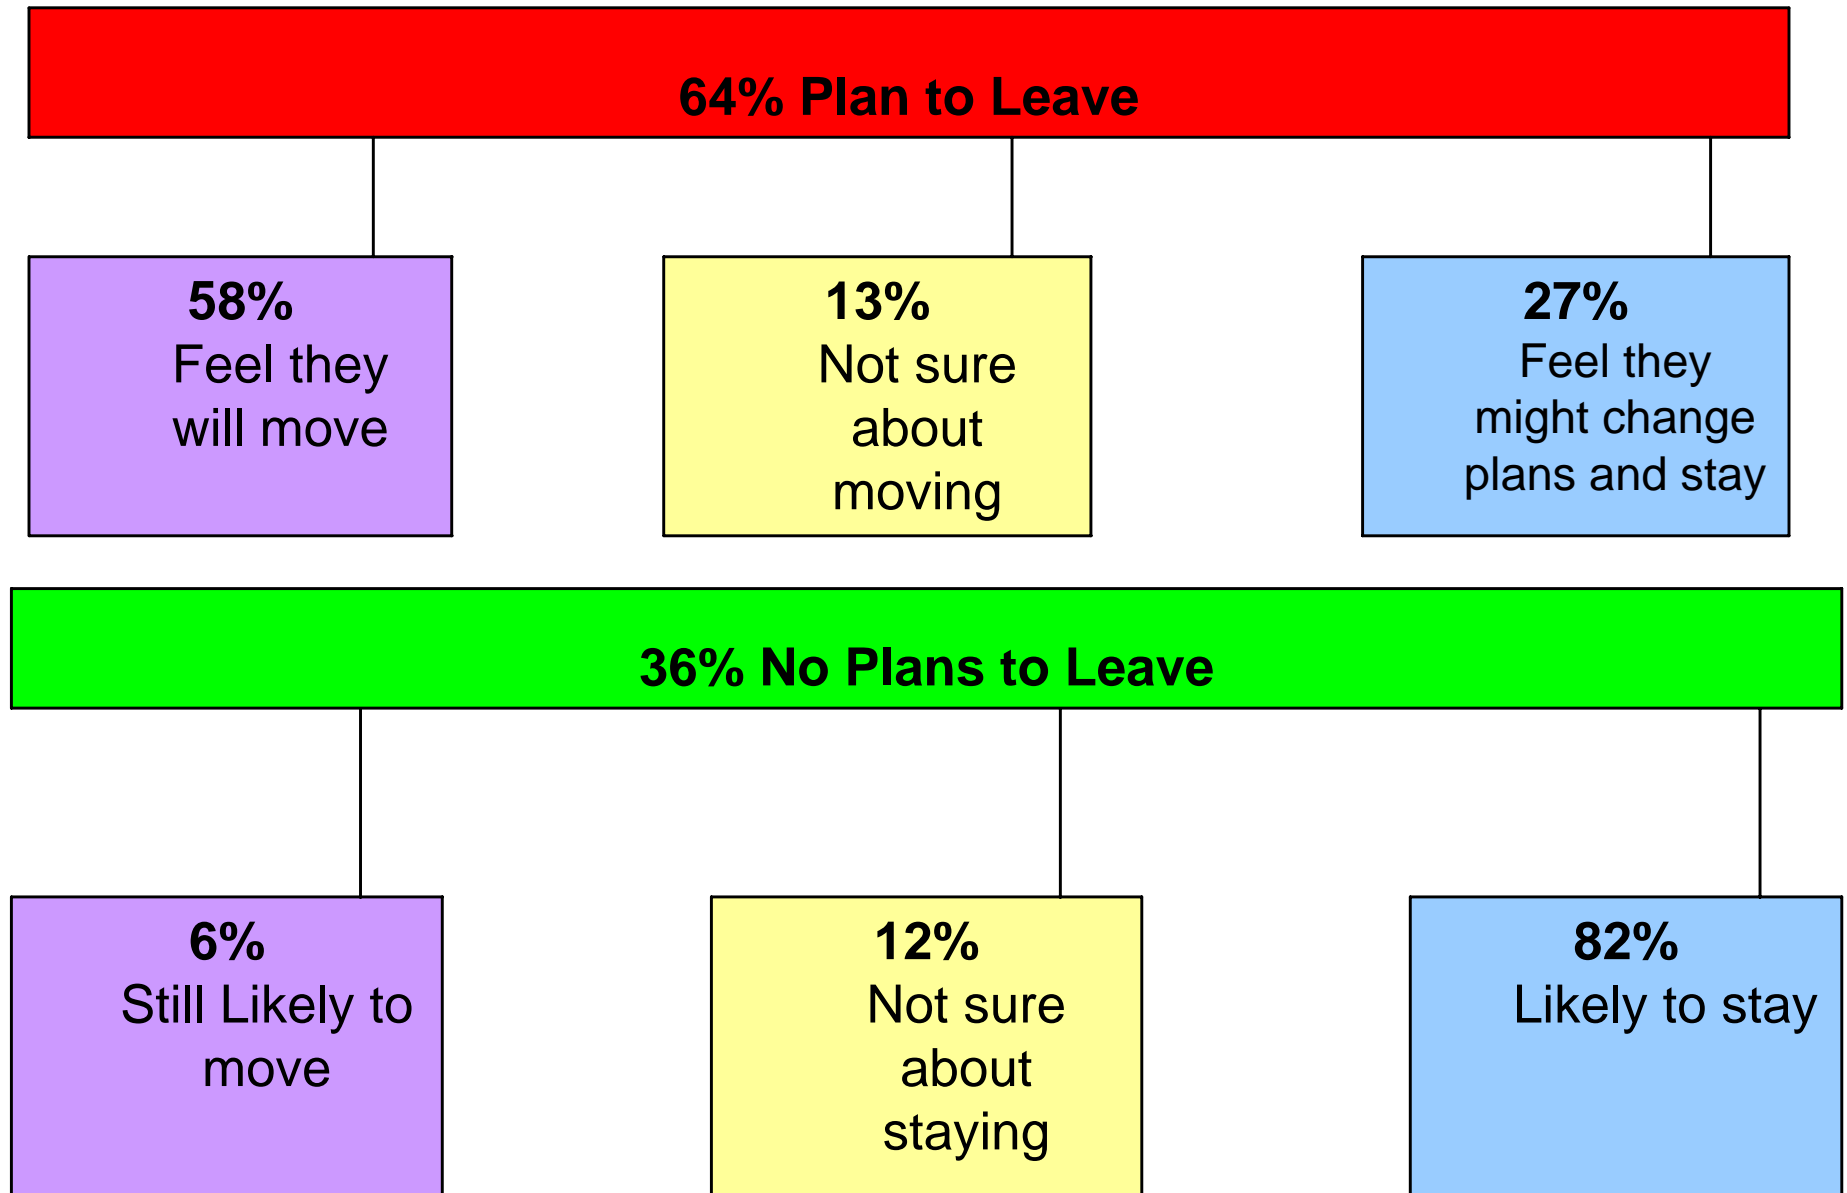 64% Plan to Leave
58%
Feel they
will move
13%
Not sure
about
moving
27%
Feel they
might change
plans and stay
36% No Plans to Leave
6%
Still Likely to
move
12%
Not sure
about
staying
82%
Likely to stay